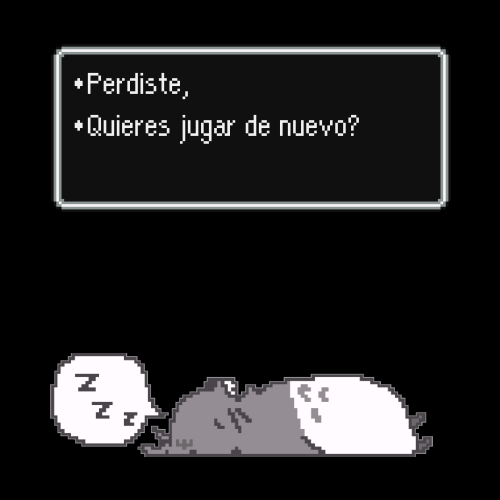 •Perdiste,
•Quieres jugar de nuevo?
Z
Z
z